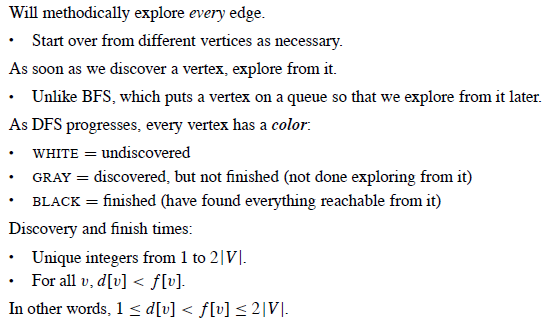 Will methodically explore every edge.
• Start over from different vertices as necessary.
As soon as we discover a vertex, explore from it.
• Unlike BFS, which puts a vertex on a queue so that we explore from it later.
As DFS progresses, every vertex has a color:
• WHITE = undiscovered
• GRAY = discovered, but not finished (not done exploring from it)
• BLACK = finished (have found everything reachable from it)
Discovery and finish times:
• Unique integers from 1 to 2|V|.
• For all v, d[v] < f[v].
In other words, 1 ≤ d[v] < f[v] ≤ 2|V|.